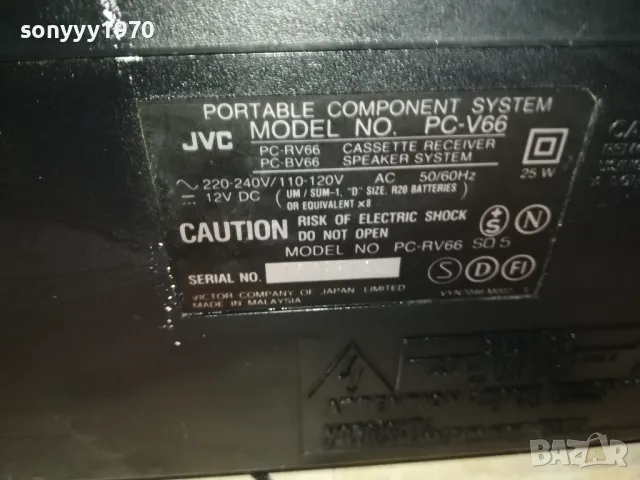 sonyyy1970
PORTABLE COMPONENT SYSTEM
JVC MODEL NO. PC-V66
PC-RV66 CASSETTE RECEIVER
PC-BV66 SPEAKER SYSTEM
25 W
~ 220-240V/110-120V AC 50/60Hz
12V DC ( UM / SUM-1, "D" SIZE, R20 BATTERIES )
OR EQUIVALENT x8
CAUTION RISK OF ELECTRIC SHOCK
DO NOT OPEN
+S N
MODEL NO PC-RV66 SO 5
SERIAL NO.
S D FI
VICTOR COMPANY OF JAPAN, LIMITED
MADE IN MALAYSIA
bazar.bg